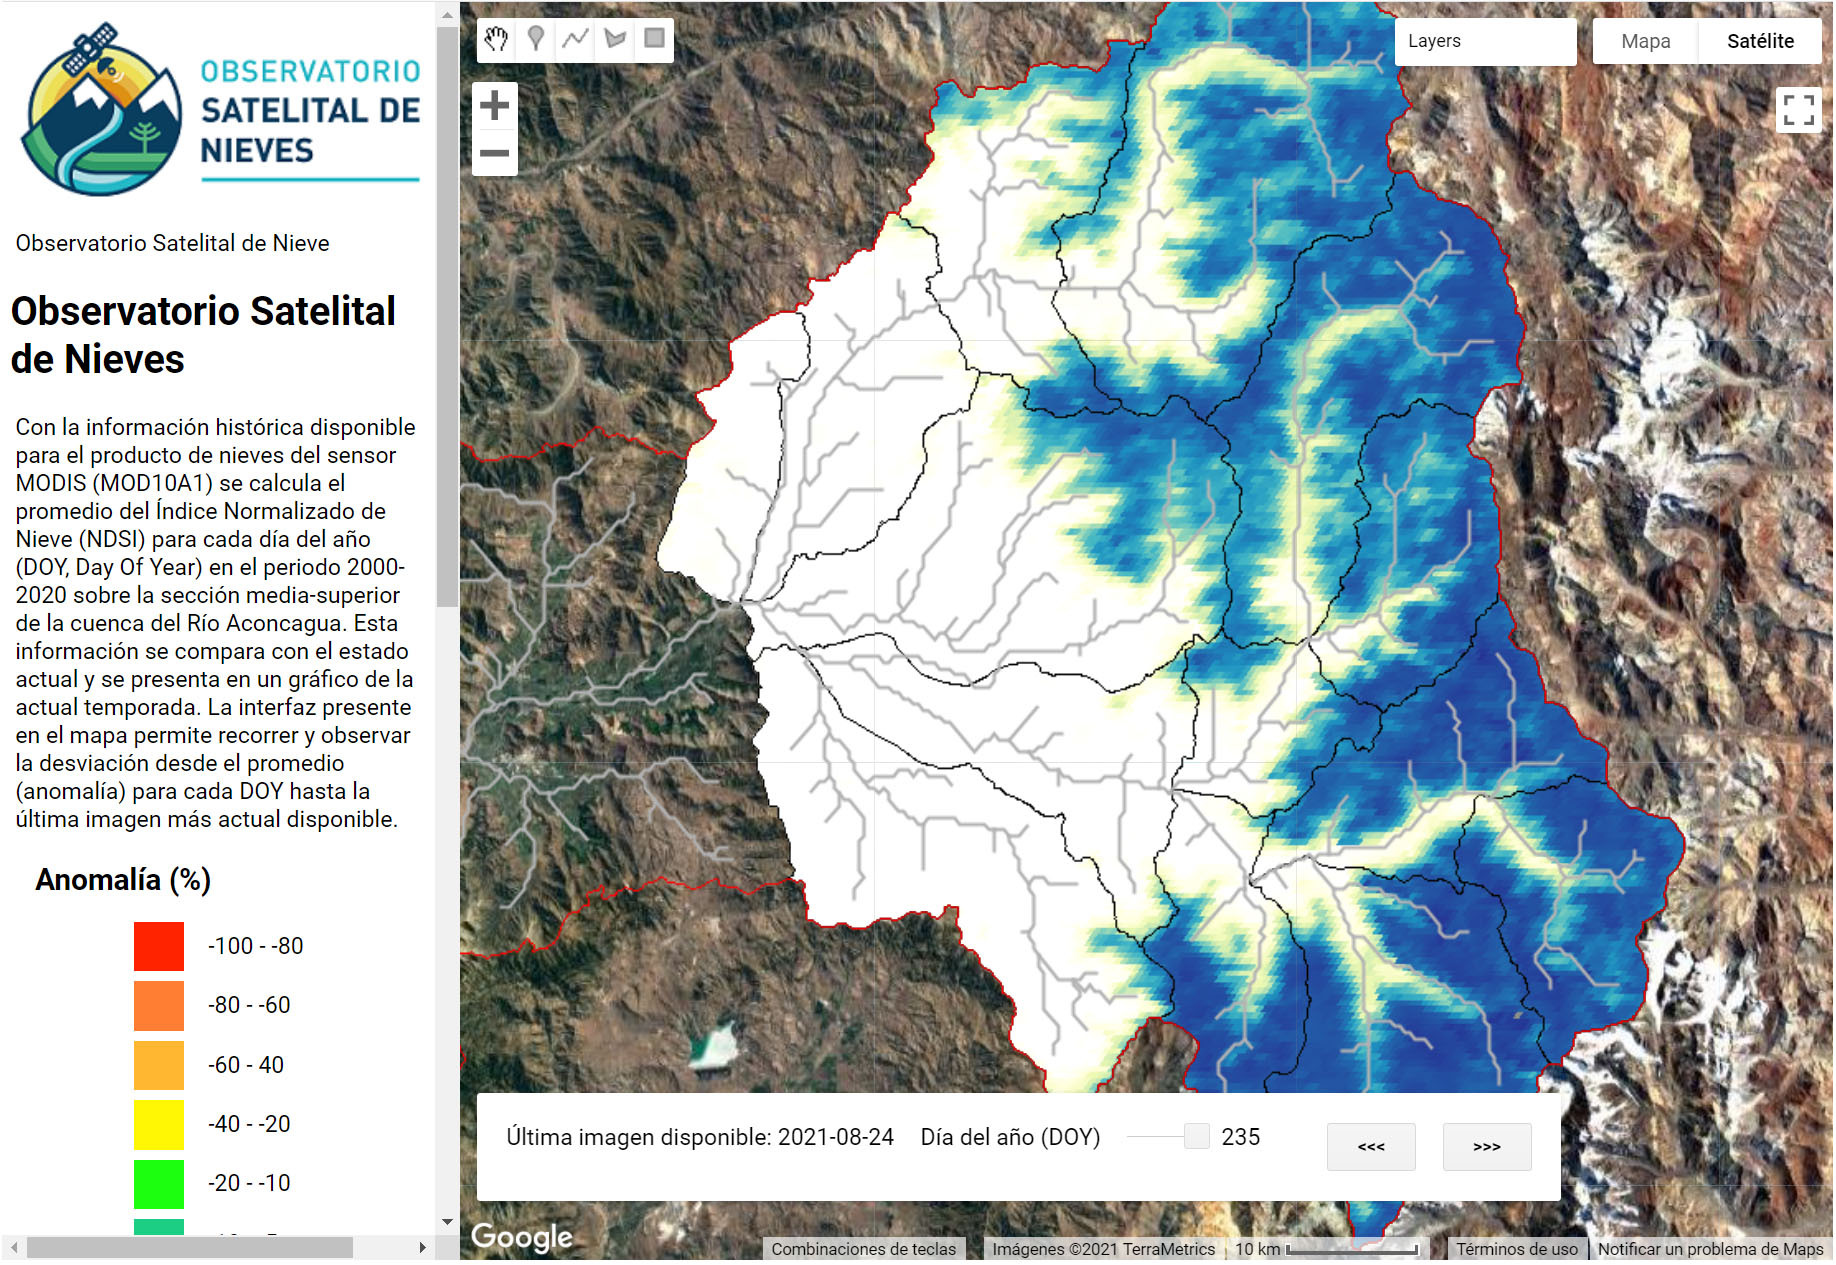 OBSERVATORIO
SATELITAL DE
NIEVES
Observatorio Satelital de Nieve
Observatorio Satelital
de Nieves
Con la información histórica disponible
para el producto de nieves del sensor
MODIS (MOD10A1) se calcula el
promedio del Índice Normalizado de
Nieve (NDSI) para cada día del año
(DOY, Day Of Year) en el periodo 2000-
2020 sobre la sección media-superior
de la cuenca del Río Aconcagua. Esta
información se compara con el estado
actual y se presenta en un gráfico de la
actual temporada. La interfaz presente
en el mapa permite recorrer y observar
la desviación desde el promedio
(anomalía) para cada DOY hasta la
última imagen más actual disponible.
Anomalía (%)
-100 - -80
-80 - -60
-60 - 40
-40 - -20
-20 - -10
Layers
Mapa
Satélite
Última imagen disponible: 2021-08-24
Día del año (DOY)
235
<<<
>>>
Google
Combinaciones de teclas
Imágenes ©2021 TerraMetrics
10 km
Términos de uso
Notificar un problema de Maps